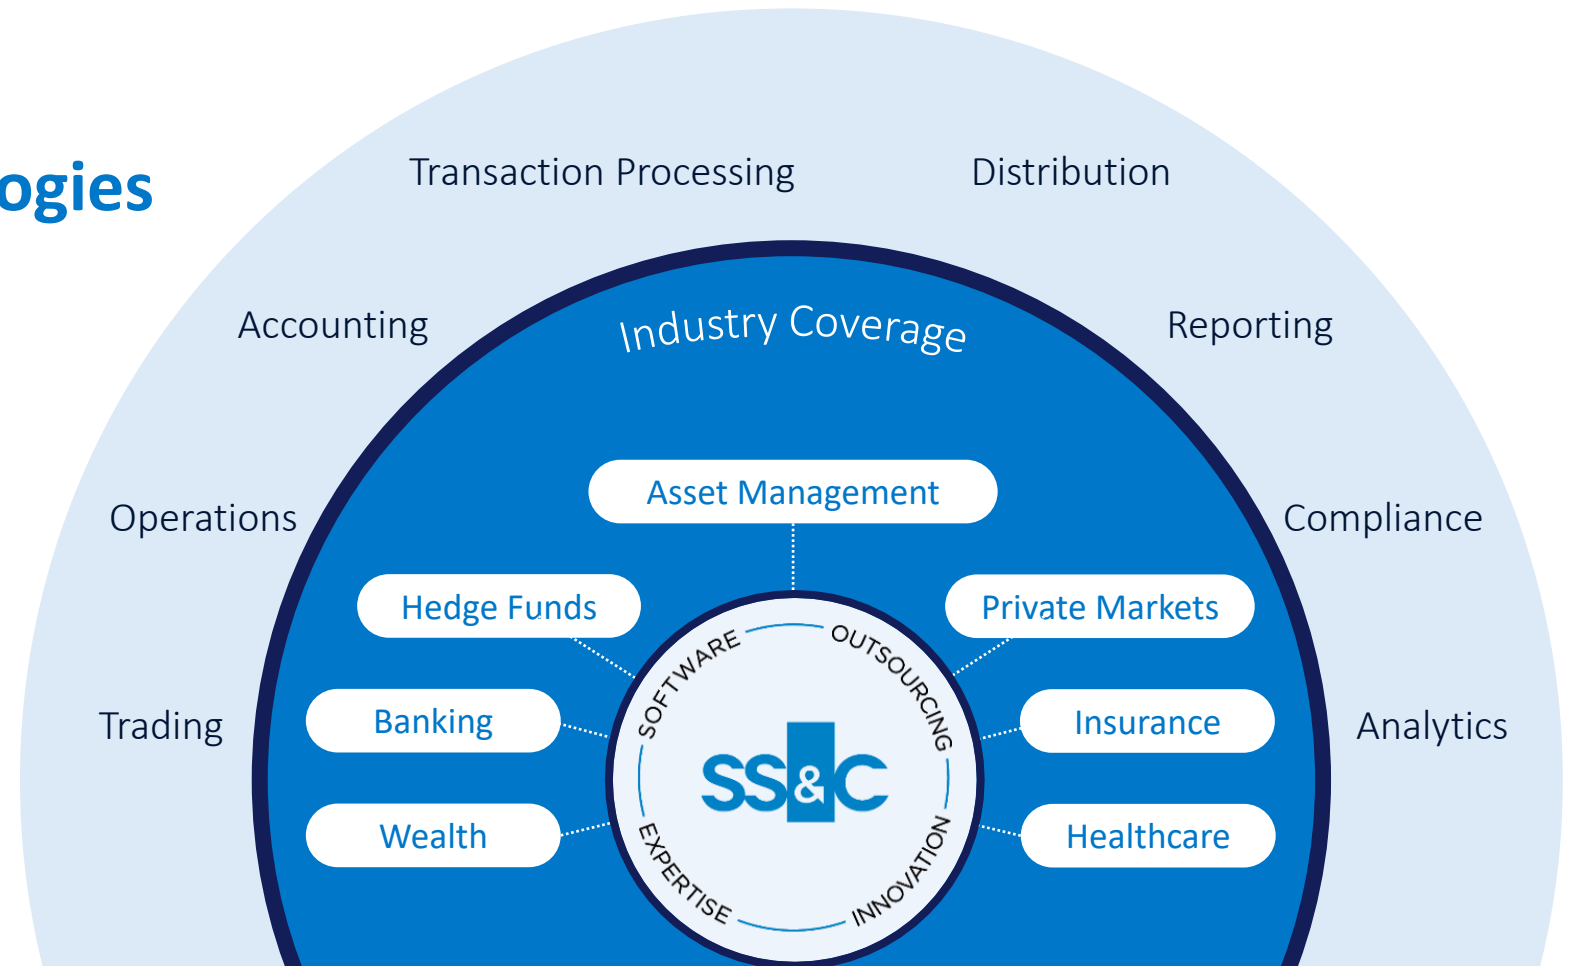 ogies
Transaction Processing
Distribution
Accounting
Reporting
Industry Coverage
Asset Management
Operations
Compliance
Hedge Funds
Private Markets
SOFTWARE
OUTSOURCING
Trading
Banking
Insurance
Analytics
SS&C
Wealth
Healthcare
EXPERTISE
INNOVATION